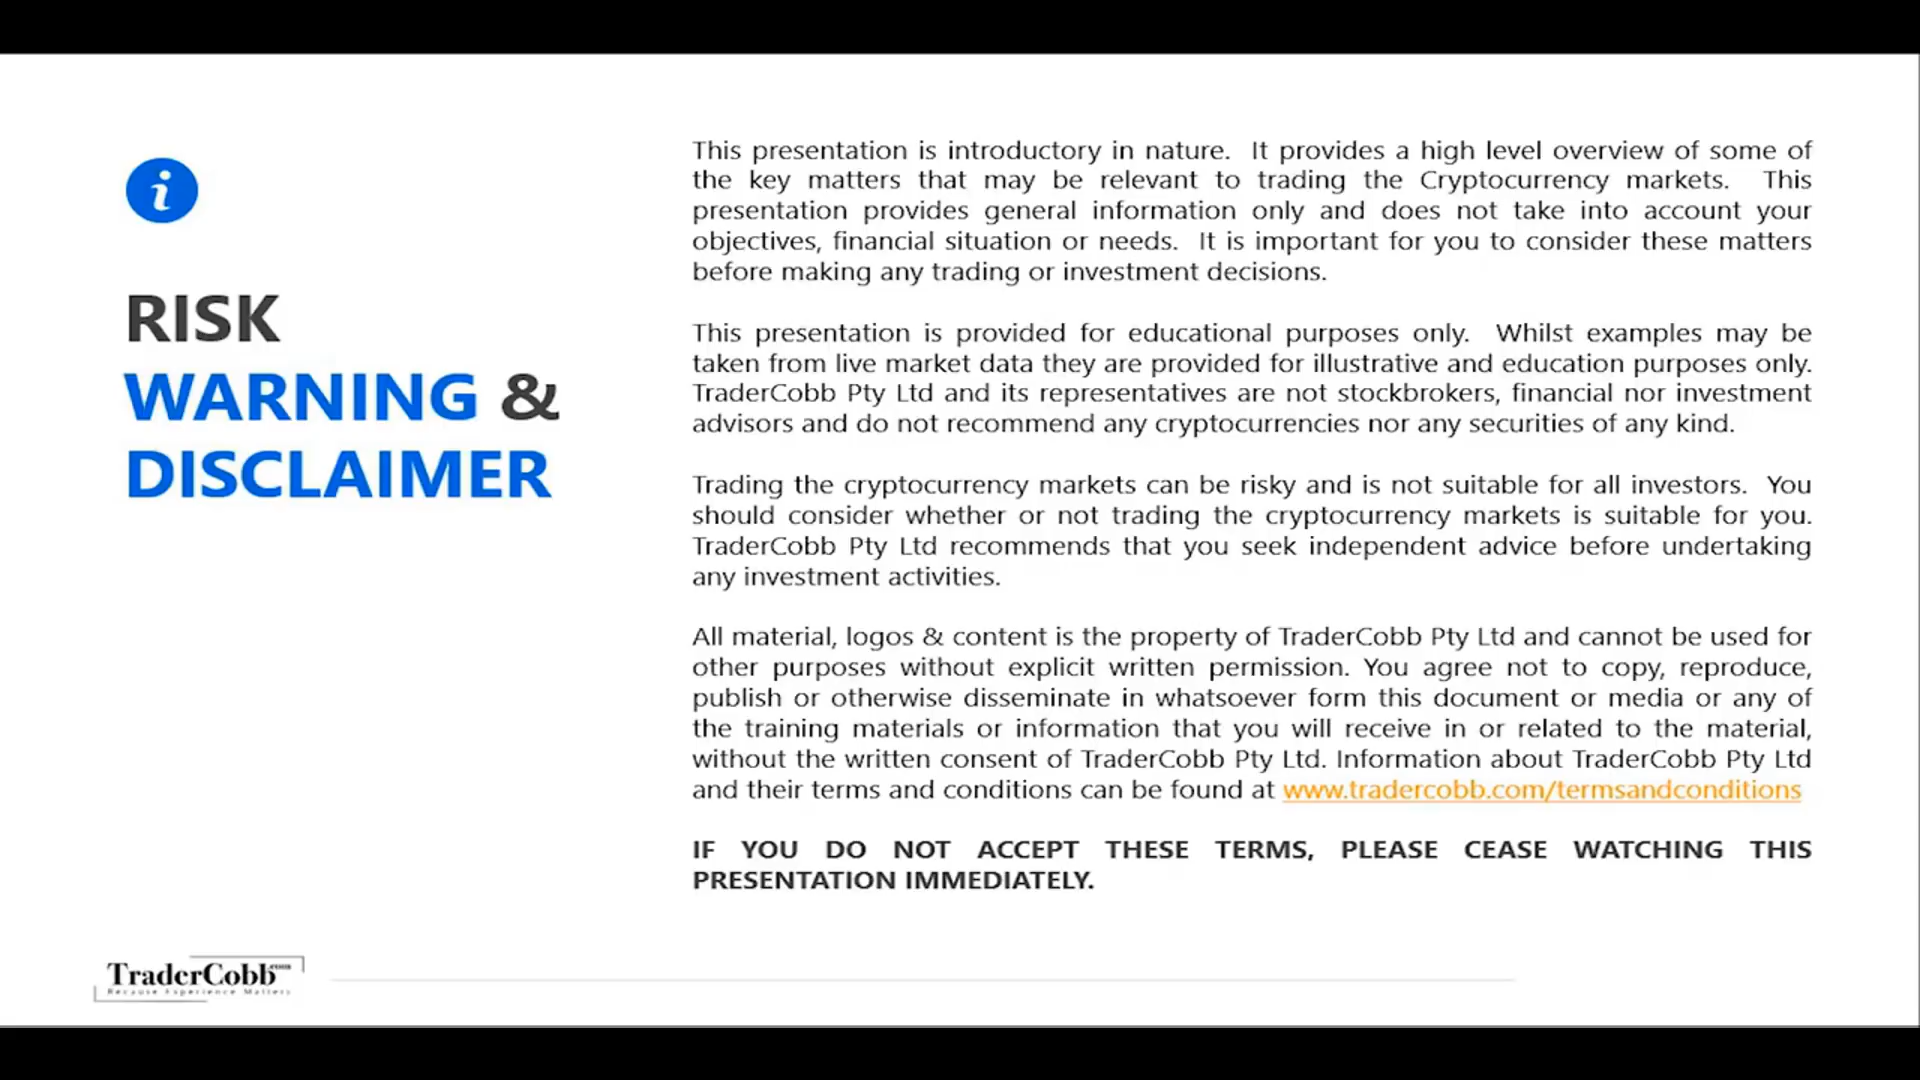 RISK
WARNING &
DISCLAIMER
This presentation is introductory in nature. It provides a high level overview of some of
the key matters that may be relevant to trading the Cryptocurrency markets. This
presentation provides general information only and does not take into account your
objectives, financial situation or needs. It is important for you to consider these matters
before making any trading or investment decisions.
This presentation is provided for educational purposes only. Whilst examples may be
taken from live market data they are provided for illustrative and education purposes only.
TraderCobb Pty Ltd and its representatives are not stockbrokers, financial nor investment
advisors and do not recommend any cryptocurrencies nor any securities of any kind.
Trading the cryptocurrency markets can be risky and is not suitable for all investors. You
should consider whether or not trading the cryptocurrency markets is suitable for you.
TraderCobb Pty Ltd recommends that you seek independent advice before undertaking
any investment activities.
All material, logos & content is the property of TraderCobb Pty Ltd and cannot be used for
other purposes without explicit written permission. You agree not to copy, reproduce,
publish or otherwise disseminate in whatsoever form this document or media or any of
the training materials or information that you will receive in or related to the material,
without the written consent of TraderCobb Pty Ltd. Information about TraderCobb Pty Ltd
and their terms and conditions can be found at www.tradercobb.com/termsandconditions
IF YOU DO NOT ACCEPT THESE TERMS, PLEASE CEASE WATCHING THIS
PRESENTATION IMMEDIATELY.
TraderCobb.com
Because Experience Matters